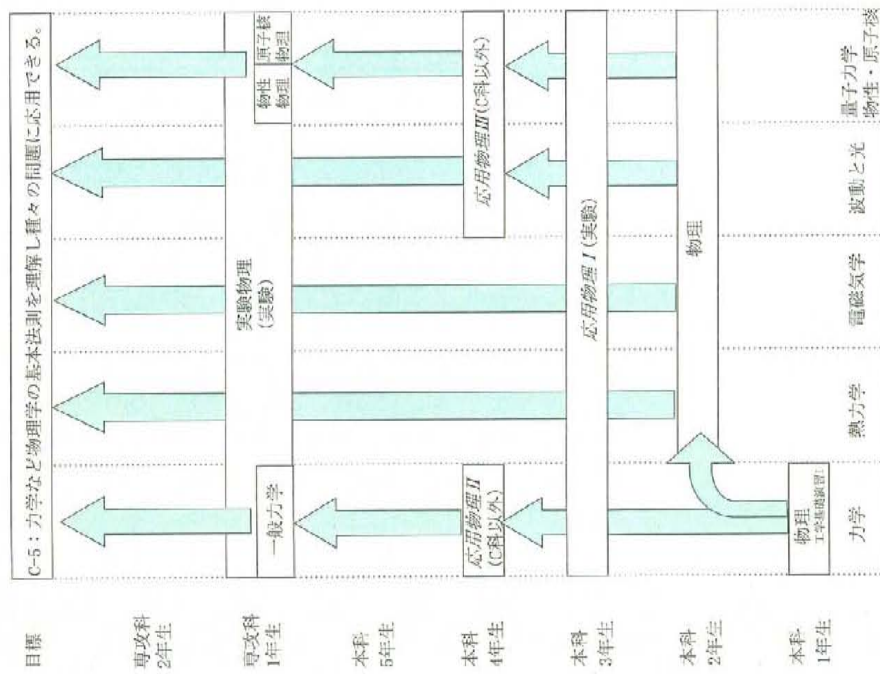 目標
C-5：力学など物理学の基本法則を理解し種々の問題に応用できる。
専攻科
2年生
専攻科
1年生
実験物理
(実験)
一般力学
物性
物理
原子核
物理
本科
5年生
本科
4年生
応用物理Ⅱ
(C科以外)
応用物理Ⅲ(C科以外)
本科
3年生
応用物理Ⅰ(実験)
本科
2年生
物理
本科
1年生
物理
工学基礎演習Ⅰ
力学
熱力学
電磁気学
波動と光
量子力学
物性・原子核